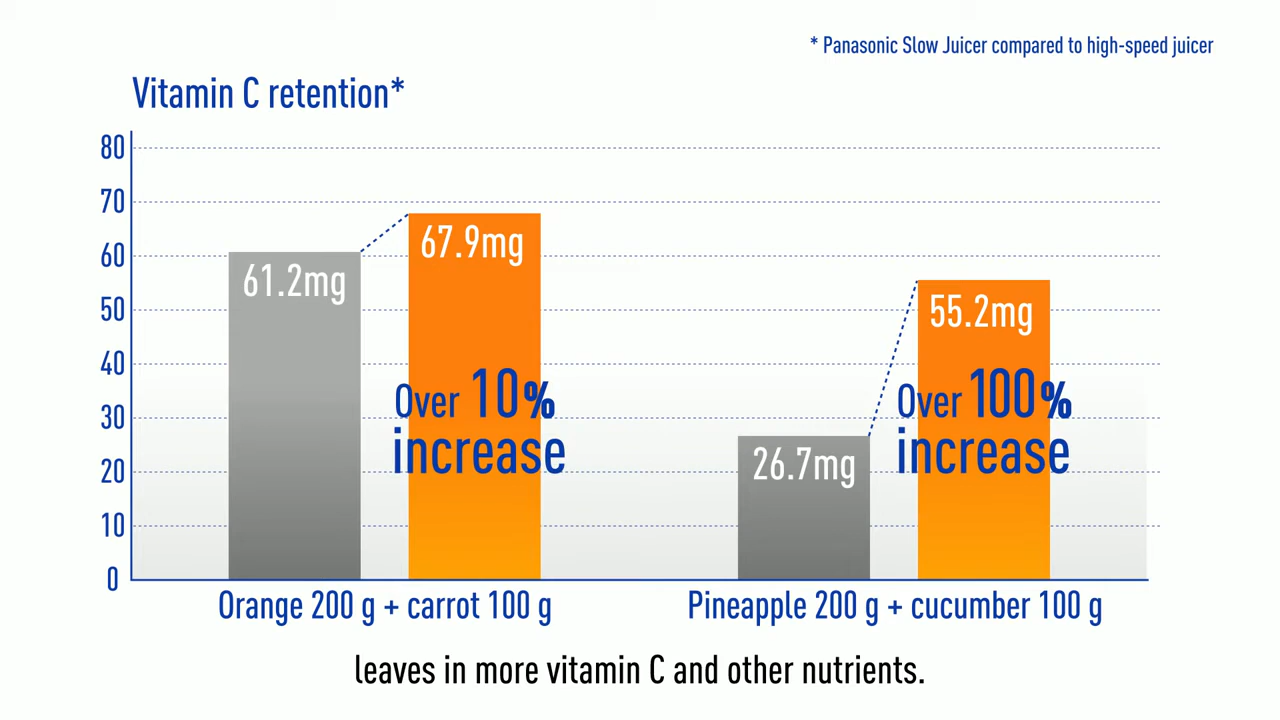 * Panasonic Slow Juicer compared to high-speed juicer
Vitamin C retention*
80
70
60
50
40
30
20
10
0
61.2mg
67.9mg
Over 10%
increase
26.7mg
55.2mg
Over 100%
increase
Orange 200 g + carrot 100 g
Pineapple 200 g + cucumber 100 g
leaves in more vitamin C and other nutrients.